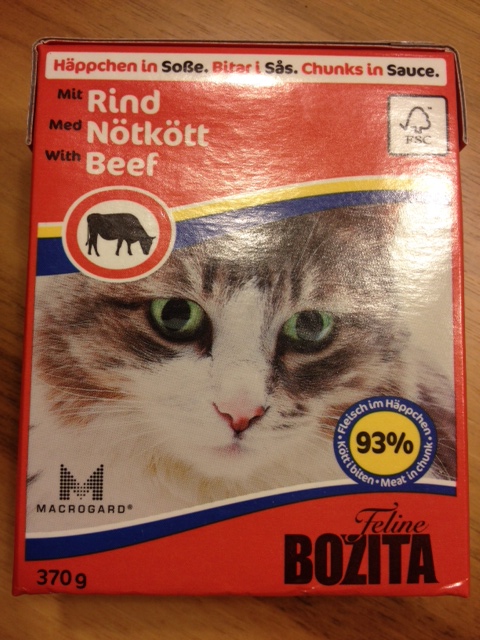 Häppchen in Soße. Bitar i Sås. Chunks in Sauce.
Mit Rind
Med Nötkött
With Beef
FSC
• Fleisch im Häppchen • Meat in chunk • Kött i biten
93%
MACROGARD®
Feline
BOZITA
370 g